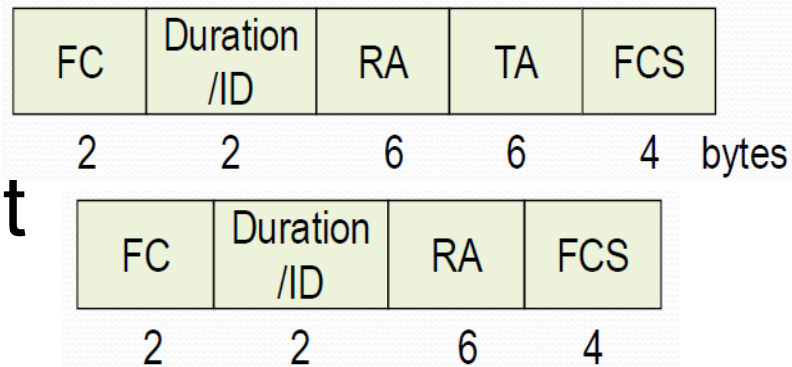 FC Duration /ID RA TA FCS
2 2 6 6 4 bytes
t
FC Duration /ID RA FCS
2 2 6 4